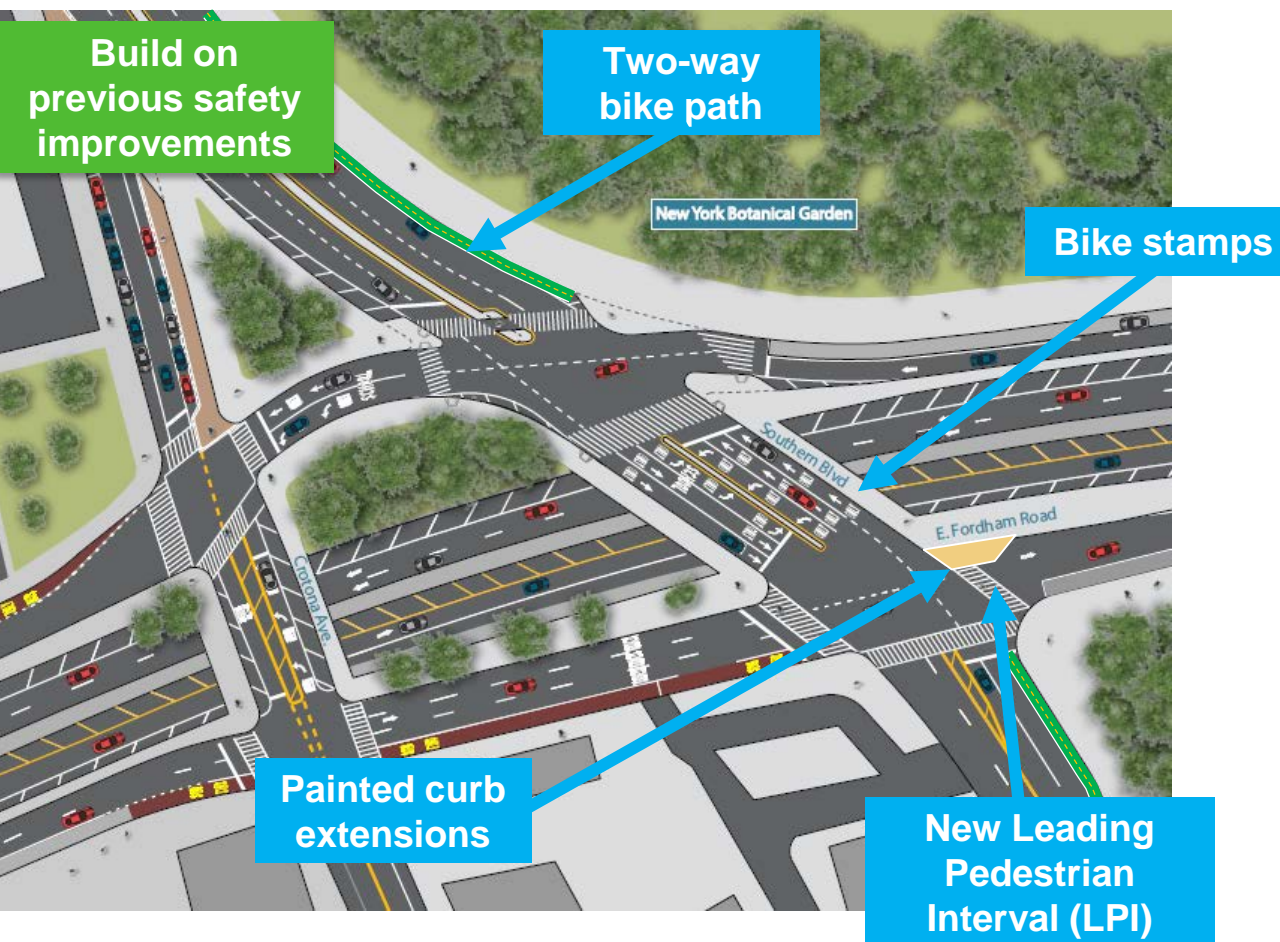 Build on
previous safety
improvements
Two-way
bike path
New York Botanical Garden
Bike stamps
Southern Blvd
E. Fordham Road
Crotona Ave.
Painted curb
extensions
New Leading
Pedestrian
Interval (LPI)